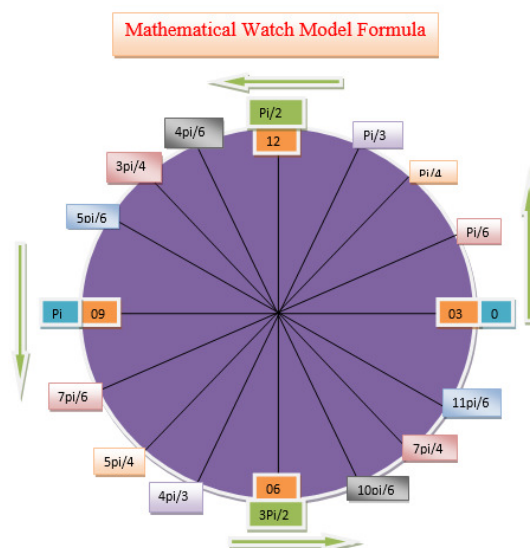 Mathematical Watch Model Formula
Pi/2
12
4pi/6
Pi/3
3pi/4
Pi/4
5pi/6
Pi/6
Pi
09
03
0
7pi/6
11pi/6
5pi/4
7pi/4
4pi/3
06
10pi/6
3Pi/2